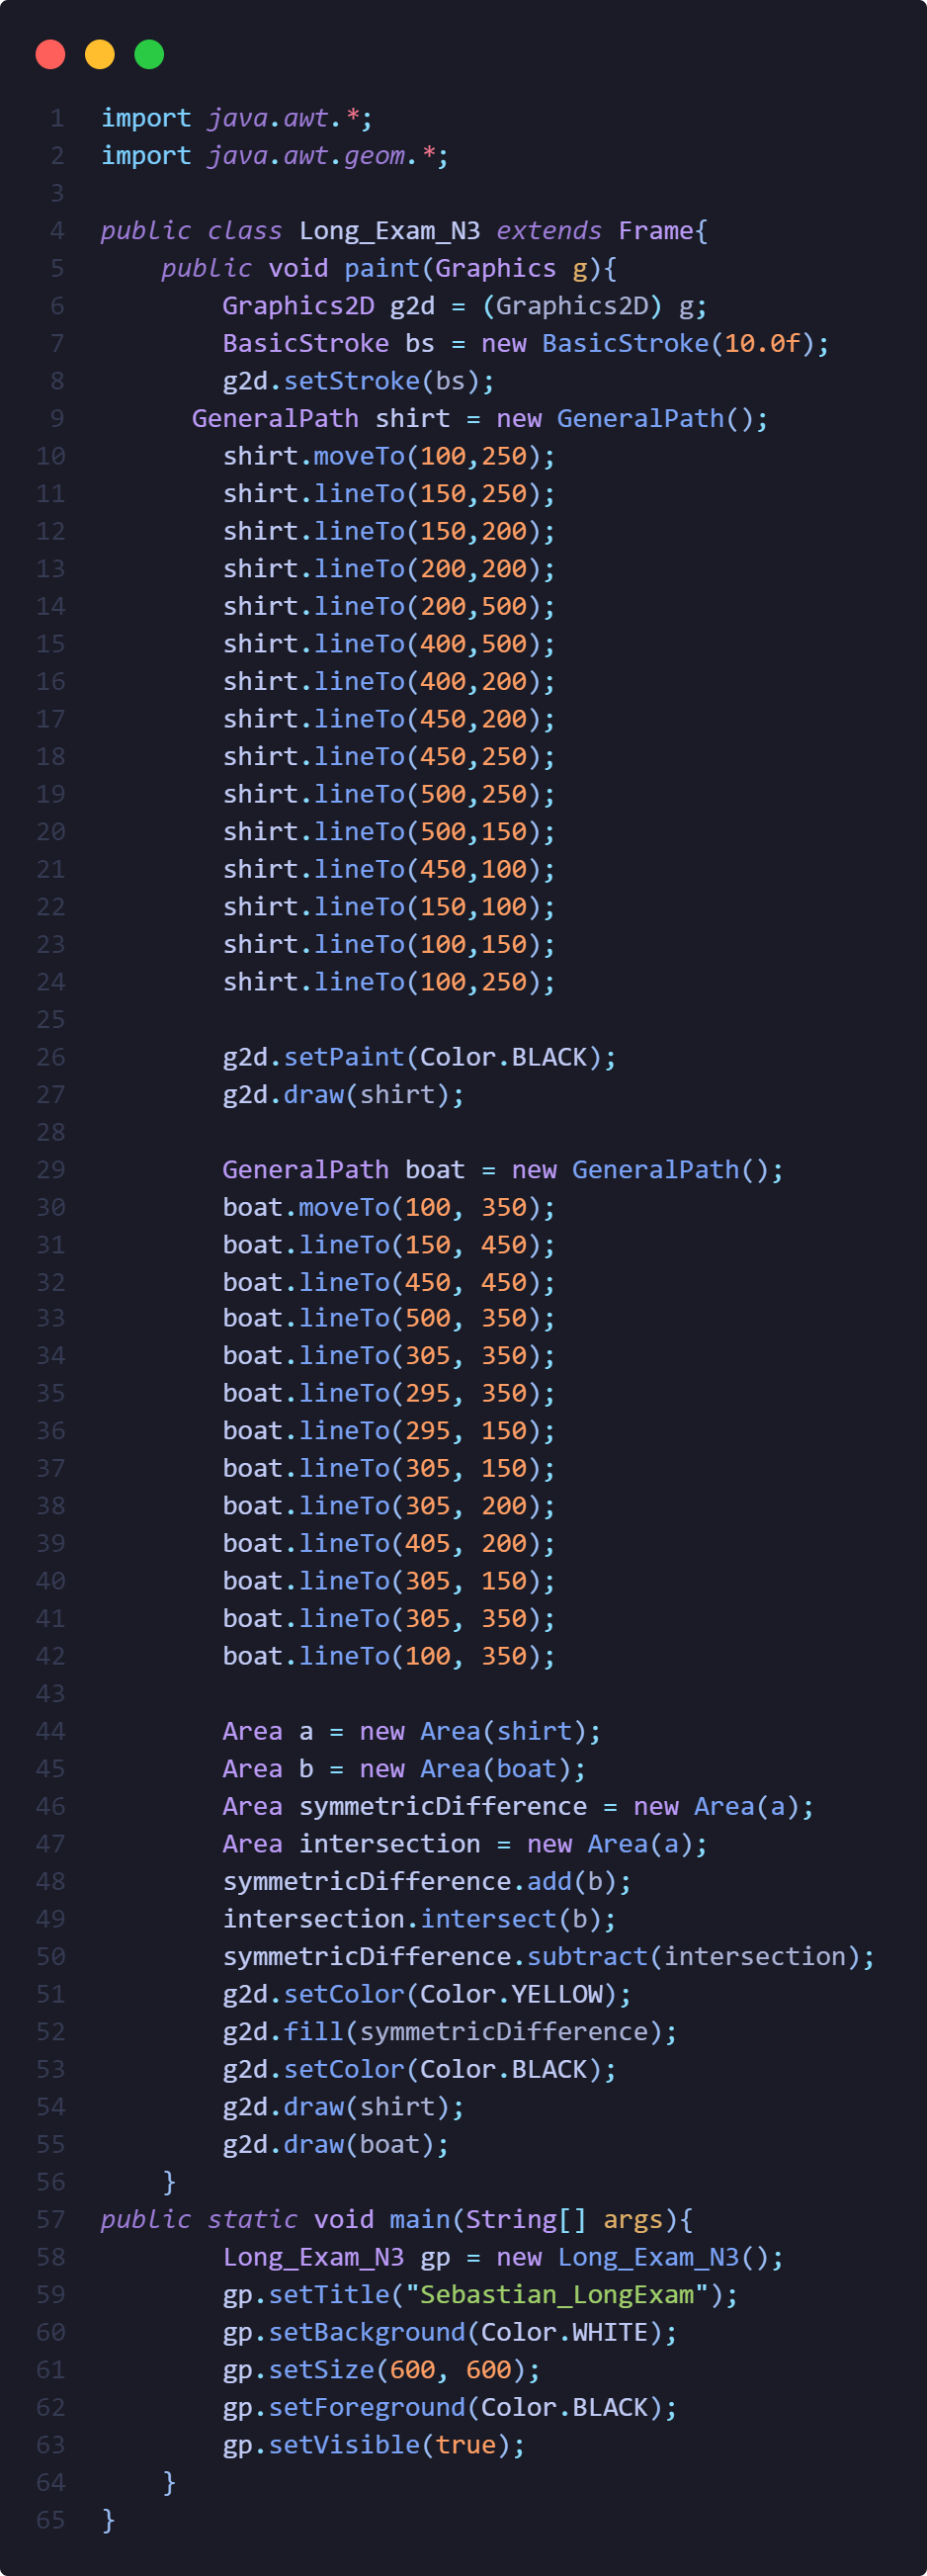 1 import java.awt.*;
2 import java.awt.geom.*;
3
4 public class Long_Exam_N3 extends Frame{
5     public void paint(Graphics g){
6         Graphics2D g2d = (Graphics2D) g;
7         BasicStroke bs = new BasicStroke(10.0f);
8         g2d.setStroke(bs);
9       GeneralPath shirt = new GeneralPath();
10         shirt.moveTo(100,250);
11         shirt.lineTo(150,250);
12         shirt.lineTo(150,200);
13         shirt.lineTo(200,200);
14         shirt.lineTo(200,500);
15         shirt.lineTo(400,500);
16         shirt.lineTo(400,200);
17         shirt.lineTo(450,200);
18         shirt.lineTo(450,250);
19         shirt.lineTo(500,250);
20         shirt.lineTo(500,150);
21         shirt.lineTo(450,100);
22         shirt.lineTo(150,100);
23         shirt.lineTo(100,150);
24         shirt.lineTo(100,250);
25
26         g2d.setPaint(Color.BLACK);
27         g2d.draw(shirt);
28
29         GeneralPath boat = new GeneralPath();
30         boat.moveTo(100, 350);
31         boat.lineTo(150, 450);
32         boat.lineTo(450, 450);
33         boat.lineTo(500, 350);
34         boat.lineTo(305, 350);
35         boat.lineTo(295, 350);
36         boat.lineTo(295, 150);
37         boat.lineTo(305, 150);
38         boat.lineTo(305, 200);
39         boat.lineTo(405, 200);
40         boat.lineTo(305, 150);
41         boat.lineTo(305, 350);
42         boat.lineTo(100, 350);
43
44         Area a = new Area(shirt);
45         Area b = new Area(boat);
46         Area symmetricDifference = new Area(a);
47         Area intersection = new Area(a);
48         symmetricDifference.add(b);
49         intersection.intersect(b);
50         symmetricDifference.subtract(intersection);
51         g2d.setColor(Color.YELLOW);
52         g2d.fill(symmetricDifference);
53         g2d.setColor(Color.BLACK);
54         g2d.draw(shirt);
55         g2d.draw(boat);
56     }
57 public static void main(String[] args){
58         Long_Exam_N3 gp = new Long_Exam_N3();
59         gp.setTitle("Sebastian_LongExam");
60         gp.setBackground(Color.WHITE);
61         gp.setSize(600, 600);
62         gp.setForeground(Color.BLACK);
63         gp.setVisible(true);
64     }
65 }